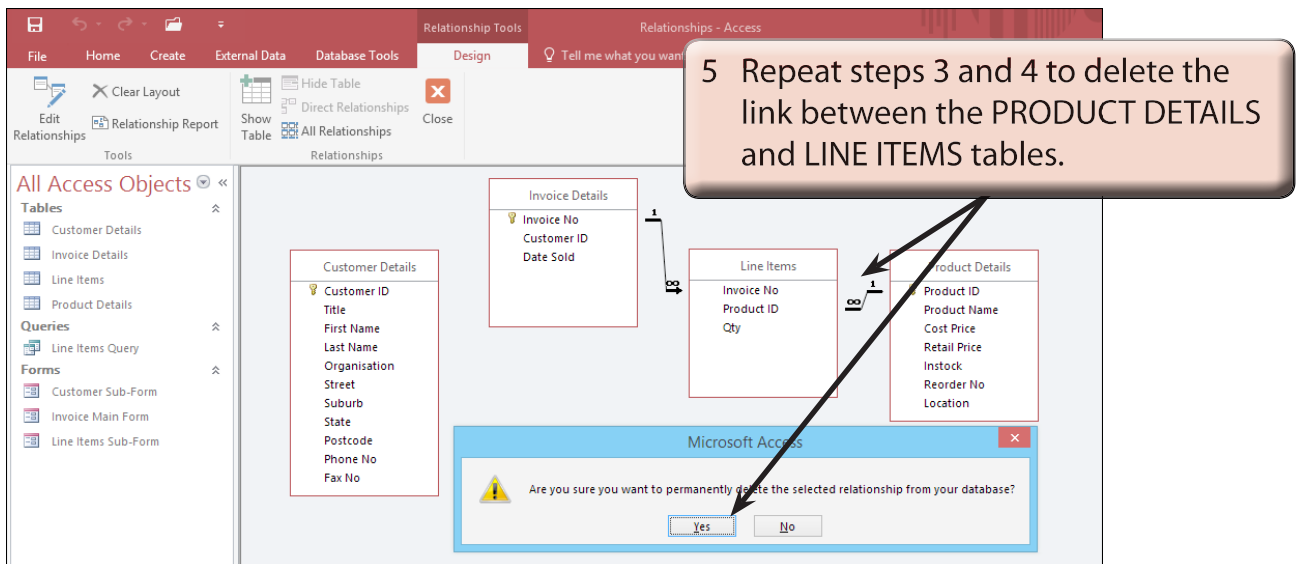 Relationship Tools
Relationships - Access
File
Home
Create
External Data
Database Tools
Design
Tell me what you want
5 Repeat steps 3 and 4 to delete the
link between the PRODUCT DETAILS
and LINE ITEMS tables.
Edit
Relationships
Clear Layout
Relationship Report
Tools
Show
Table
Hide Table
Direct Relationships
All Relationships
Relationships
Close
All Access Objects
Tables
Customer Details
Invoice Details
Line Items
Product Details
Queries
Line Items Query
Forms
Customer Sub-Form
Invoice Main Form
Line Items Sub-Form
Customer Details
Customer ID
Title
First Name
Last Name
Organisation
Street
Suburb
State
Postcode
Phone No
Fax No
Invoice Details
Invoice No
Customer ID
Date Sold
1
∞
Line Items
Invoice No
Product ID
Qty
∞
1
Product Details
Product ID
Product Name
Cost Price
Retail Price
Instock
Reorder No
Location
Microsoft Access
Are you sure you want to permanently delete the selected relationship from your database?
Yes
No